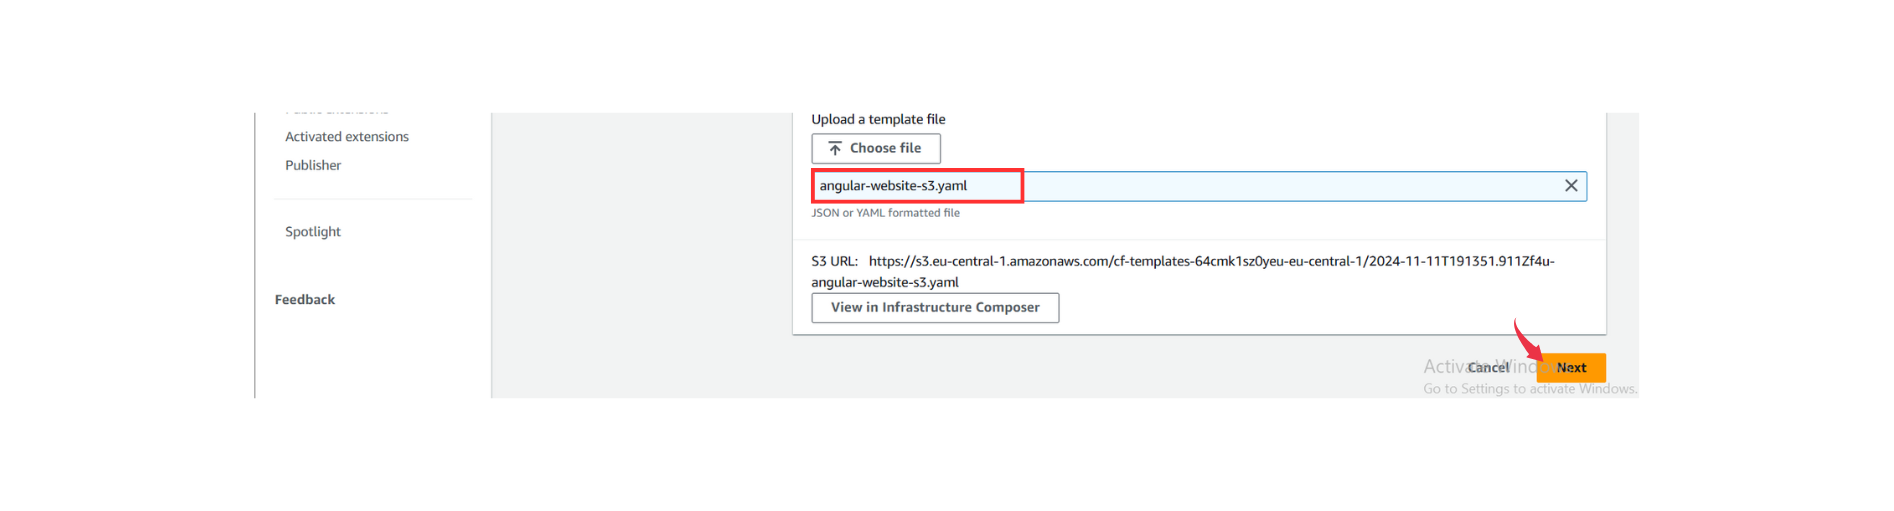 Public extensions
Activated extensions
Publisher
Spotlight
Feedback
Upload a template file
Choose file
angular-website-s3.yaml
JSON or YAML formatted file
S3 URL: https://s3.eu-central-1.amazonaws.com/cf-templates-64cmk1sz0yeu-eu-central-1/2024-11-11T191351.911Zf4u-
angular-website-s3.yaml
View in Infrastructure Composer
Cancel
Next
Activate Windows
Go to Settings to activate Windows.